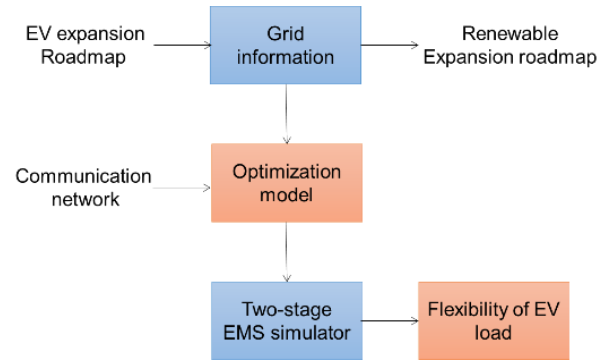 EV expansion
Roadmap
Grid
information
Renewable
Expansion roadmap
Communication
network
Optimization
model
Two-stage
EMS simulator
Flexibility of EV
load